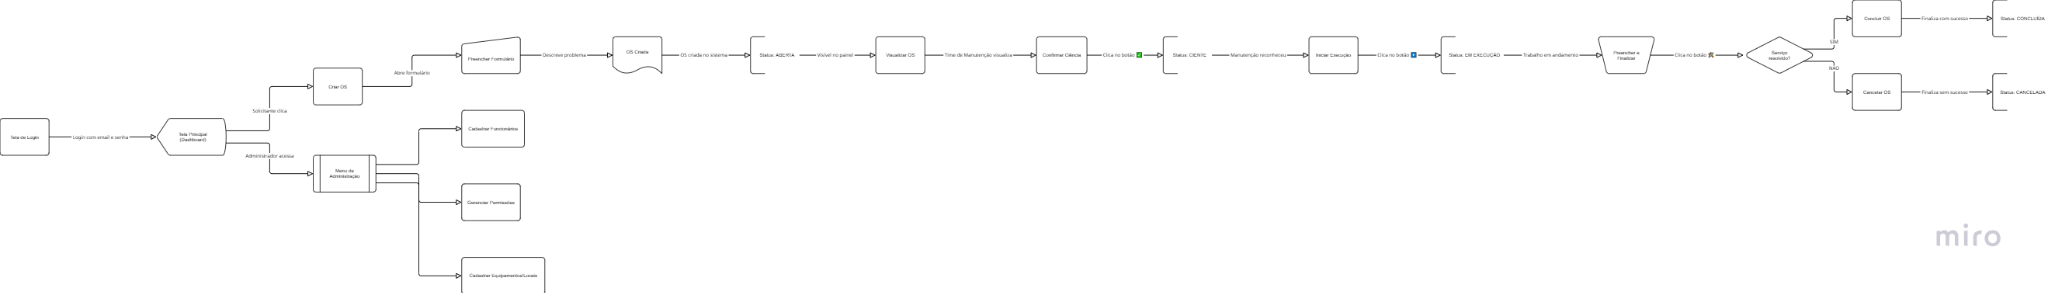 Tela de Login
Login com email e senha
Tela Principal
(Dashboard)
Solicitante clica
Criar OS
Abre formulário
Preencher Formulário
Descreve problema
OS Criada
OS criada no sistema
Status: ABERTA
Visível no painel
Visualizar OS
Time de Manutenção visualiza
Confirmar Ciência
Clica no botão ✅
Status: CIENTE
Manutenção reconheceu
Iniciar Execução
Clica no botão
Status: EM EXECUÇÃO
Trabalho em andamento
Preencher e
Finalizar
Clica no botão
Serviço
resolvido?
SIM
Concluir OS
Finaliza com sucesso
Status: CONCLUÍDA
NÃO
Cancelar OS
Finaliza sem sucesso
Status: CANCELADA
Administrador acessa
Menu de
Administração
Cadastrar Funcionários
Gerenciar Permissões
Cadastrar Equipamentos/Locais
miro